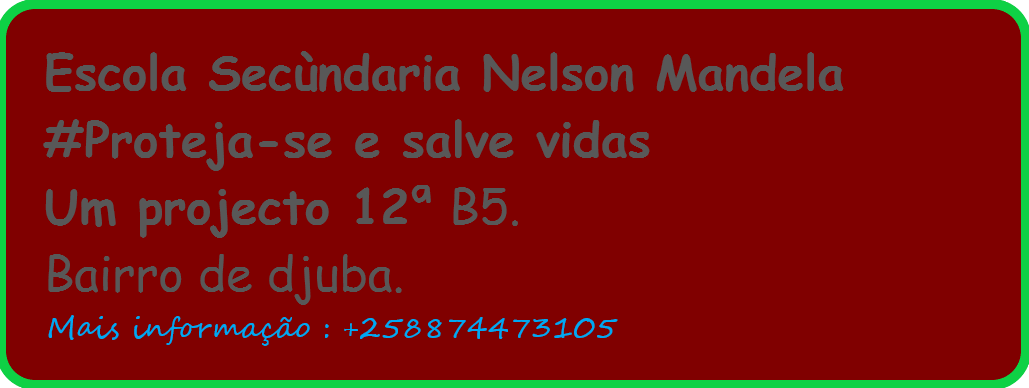 Escola Secùndaria Nelson Mandela
#Proteja-se e salve vidas
Um projecto 12ª B5.
Bairro de djuba.
Mais informação : +258874473105